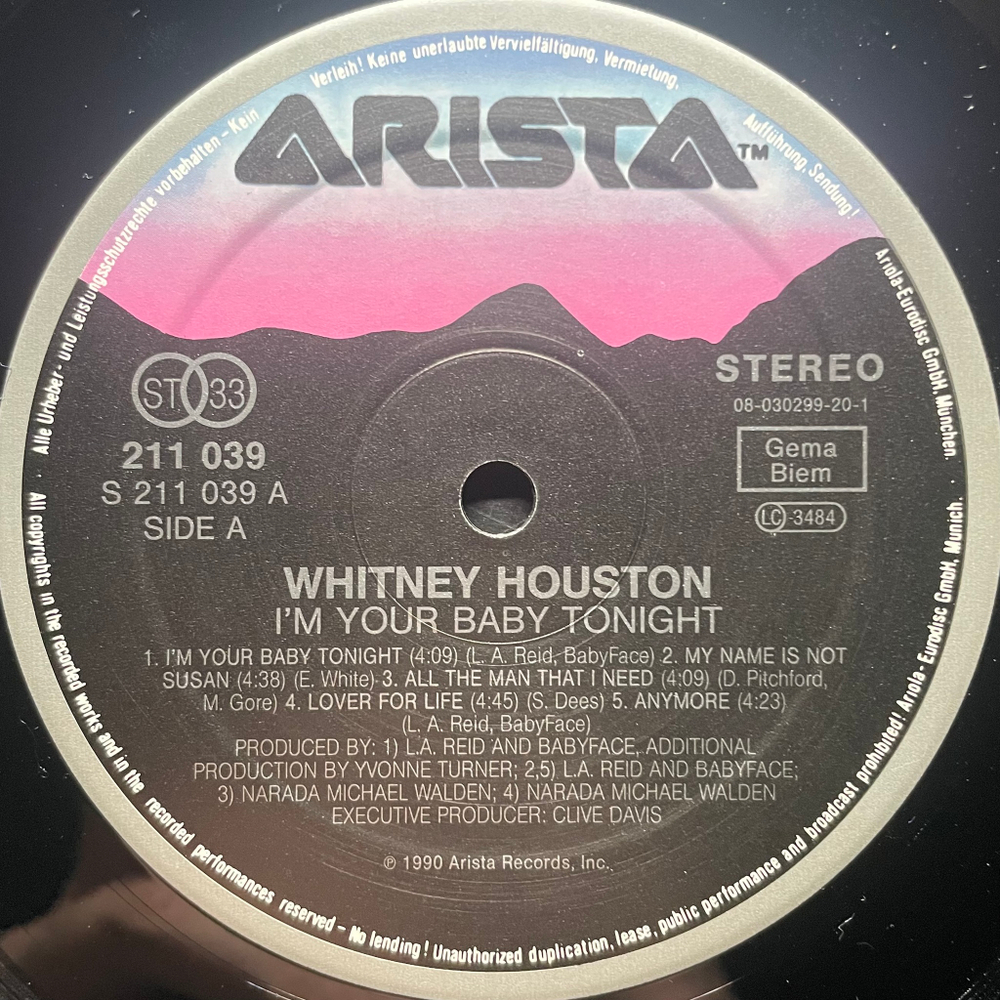 Alle Urheber- und Leistungsschutzrechte vorbehalten – Kein Verleih! Keine unerlaubte Vervielfältigung, Vermietung, Aufführung, Sendung!
ARISTA™
Ariola-Eurodisc GmbH, München.
ST 33
211 039
S 211 039 A
SIDE A
STEREO
08-030299-20-1
Gema
Biem
LC 3484
WHITNEY HOUSTON
I'M YOUR BABY TONIGHT
1. I'M YOUR BABY TONIGHT (4:09) (L. A. Reid, BabyFace) 2. MY NAME IS NOT
SUSAN (4:38) (E. White) 3. ALL THE MAN THAT I NEED (4:09) (D. Pitchford,
M. Gore) 4. LOVER FOR LIFE (4:45) (S. Dees) 5. ANYMORE (4:23)
(L. A. Reid, BabyFace)
PRODUCED BY: 1) L.A. REID AND BABYFACE, ADDITIONAL
PRODUCTION BY YVONNE TURNER; 2,5) L.A. REID AND BABYFACE;
3) NARADA MICHAEL WALDEN; 4) NARADA MICHAEL WALDEN
EXECUTIVE PRODUCER: CLIVE DAVIS
℗ 1990 Arista Records, Inc.
· All copyrights in the recorded works and in the recorded performances reserved – No lending! Unauthorized duplication, lease, public performance and broadcast prohibited! Ariola-Eurodisc GmbH, Munich.